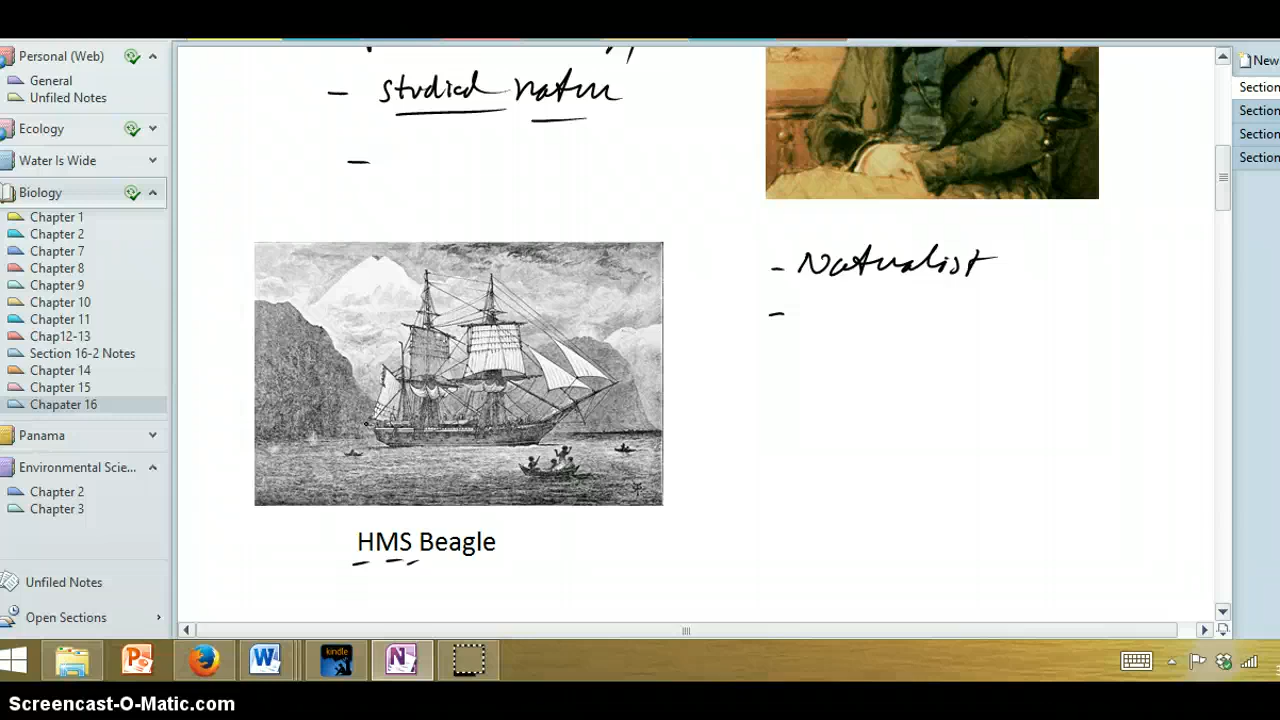 Personal (Web)
General
Unfiled Notes
Ecology
Water Is Wide
Biology
Chapter 1
Chapter 2
Chapter 7
Chapter 8
Chapter 9
Chapter 10
Chapter 11
Chap12-13
Section 16-2 Notes
Chapter 14
Chapter 15
Chapater 16
Panama
Environmental Scie...
Chapter 2
Chapter 3
Unfiled Notes
Open Sections
- studied natur
-
HMS Beagle
- Naturalist
-
New
Section
Section
Section
Section
kindle
Screencast-O-Matic.com